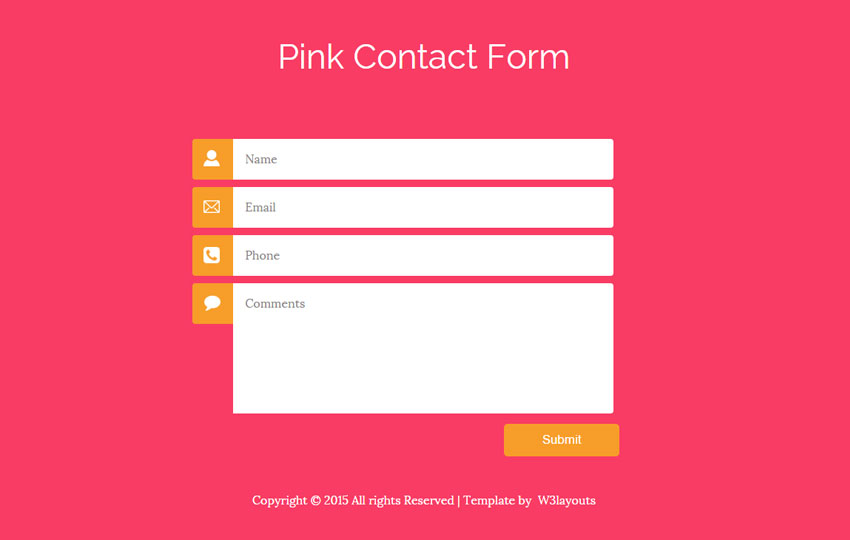 Pink Contact Form
Name
Email
Phone
Comments
Submit
Copyright © 2015 All rights Reserved | Template by W3layouts